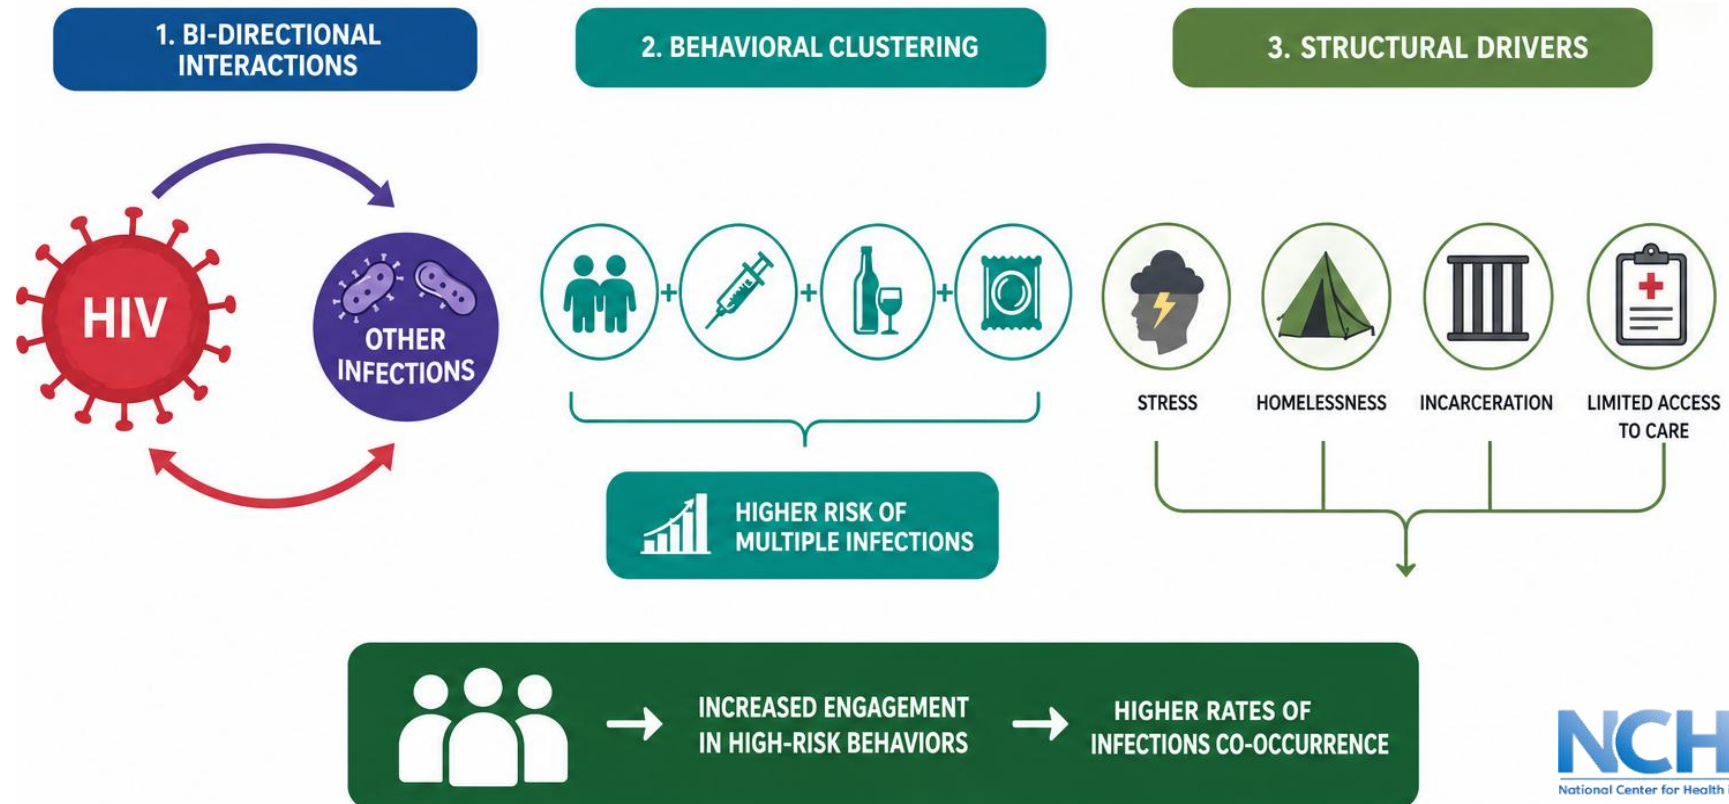 1. BI-DIRECTIONAL
INTERACTIONS
2. BEHAVIORAL CLUSTERING
3. STRUCTURAL DRIVERS
HIV
OTHER
INFECTIONS
STRESS
HOMELESSNESS
INCARCERATION
LIMITED ACCESS
TO CARE
HIGHER RISK OF
MULTIPLE INFECTIONS
INCREASED ENGAGEMENT
IN HIGH-RISK BEHAVIORS
HIGHER RATES OF
INFECTIONS CO-OCCURRENCE
NCH
National Center for Health